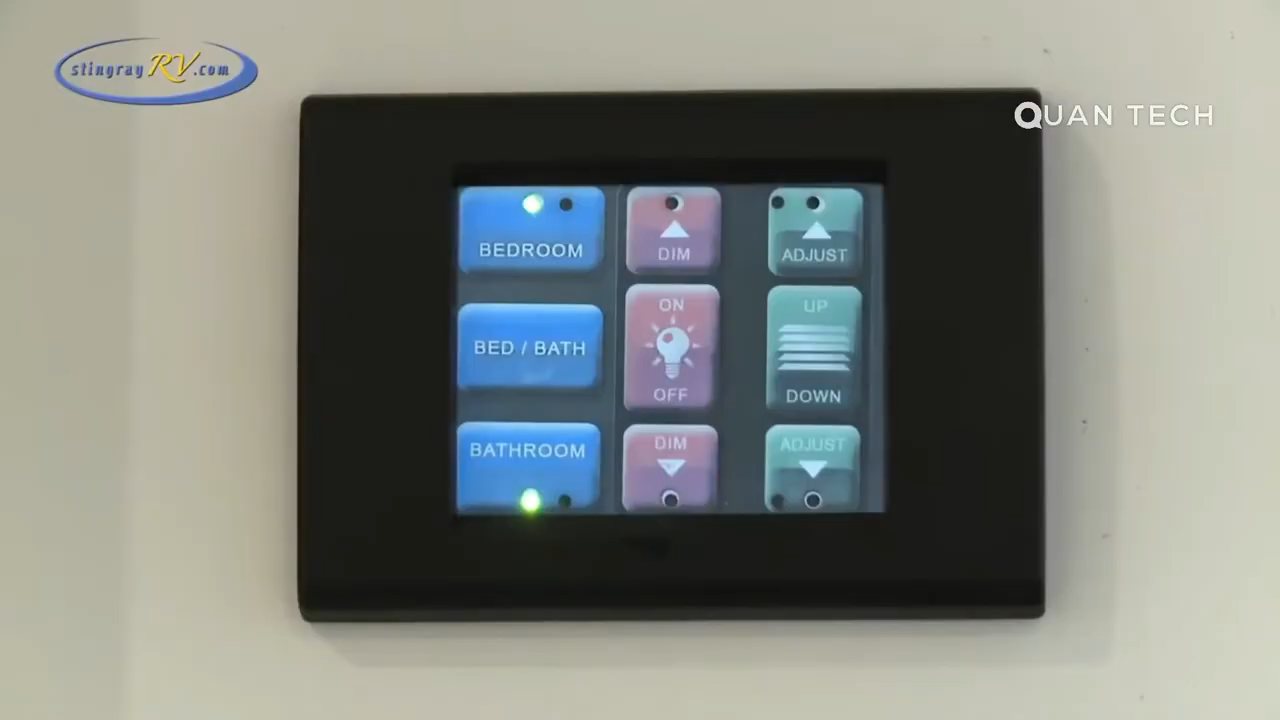 stingrayRV.com
QUAN TECH
BEDROOM
DIM
ADJUST
BED / BATH
ON
OFF
UP
DOWN
BATHROOM
DIM
ADJUST